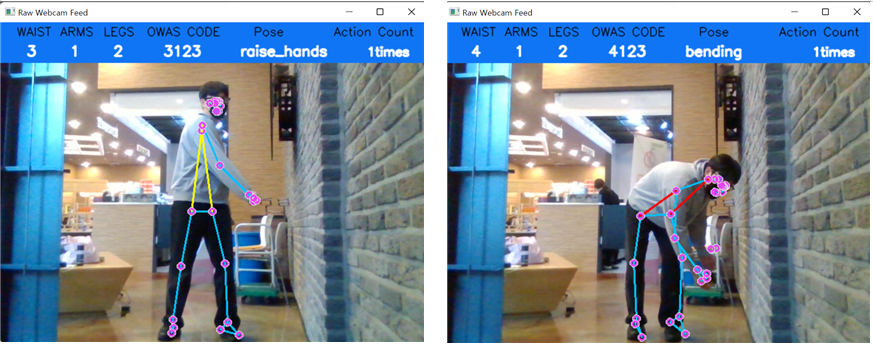 Raw Webcam Feed
WAIST ARMS LEGS OWAS CODE Pose Action Count
3 1 2 3123 raise_hands 1times
Raw Webcam Feed
WAIST ARMS LEGS OWAS CODE Pose Action Count
4 1 2 4123 bending 1times